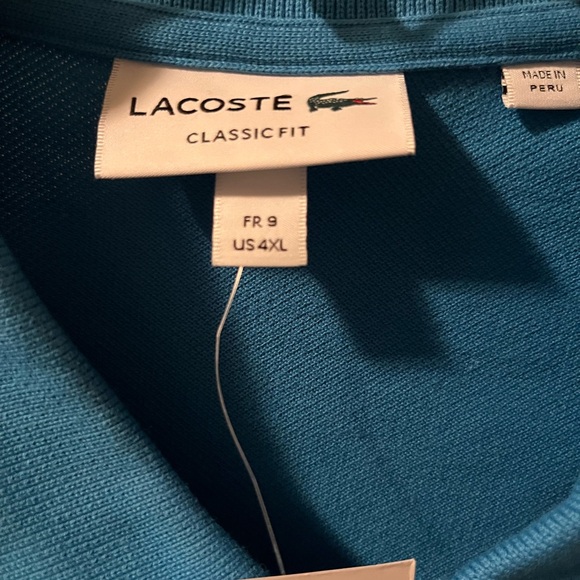 LACOSTE
CLASSIC FIT
FR 9
US 4XL
MADE IN
PERU